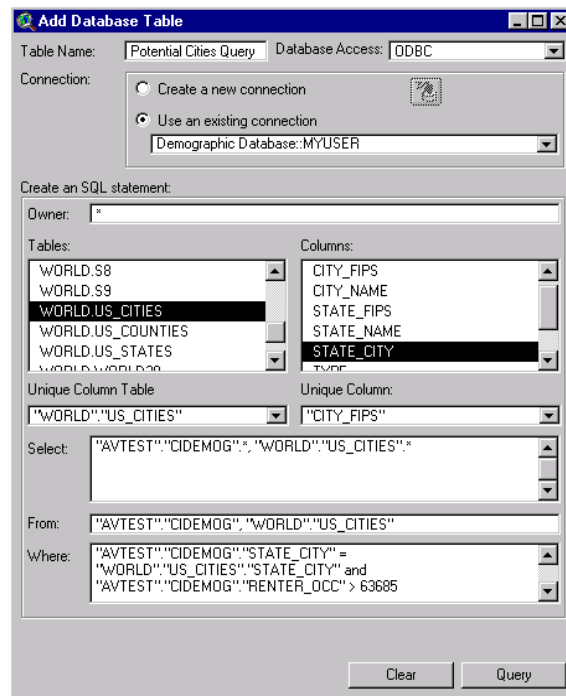 Add Database Table
Table Name: Potential Cities Query Database Access: ODBC
Connection:
Create a new connection
Use an existing connection
Demographic Database::MYUSER
Create an SQL statement:
Owner: *
Tables: Columns:
WORLD.S8 CITY_FIPS
WORLD.S9 CITY_NAME
WORLD.US_CITIES STATE_FIPS
WORLD.US_COUNTIES STATE_NAME
WORLD.US_STATES STATE_CITY
Unique Column Table Unique Column:
"WORLD"."US_CITIES" "CITY_FIPS"
Select: "AVTEST"."CIDEMOG".*, "WORLD"."US_CITIES".*
From: "AVTEST"."CIDEMOG", "WORLD"."US_CITIES"
Where: "AVTEST"."CIDEMOG"."STATE_CITY" =
"WORLD"."US_CITIES"."STATE_CITY" and
"AVTEST"."CIDEMOG"."RENTER_OCC" > 63685
Clear Query